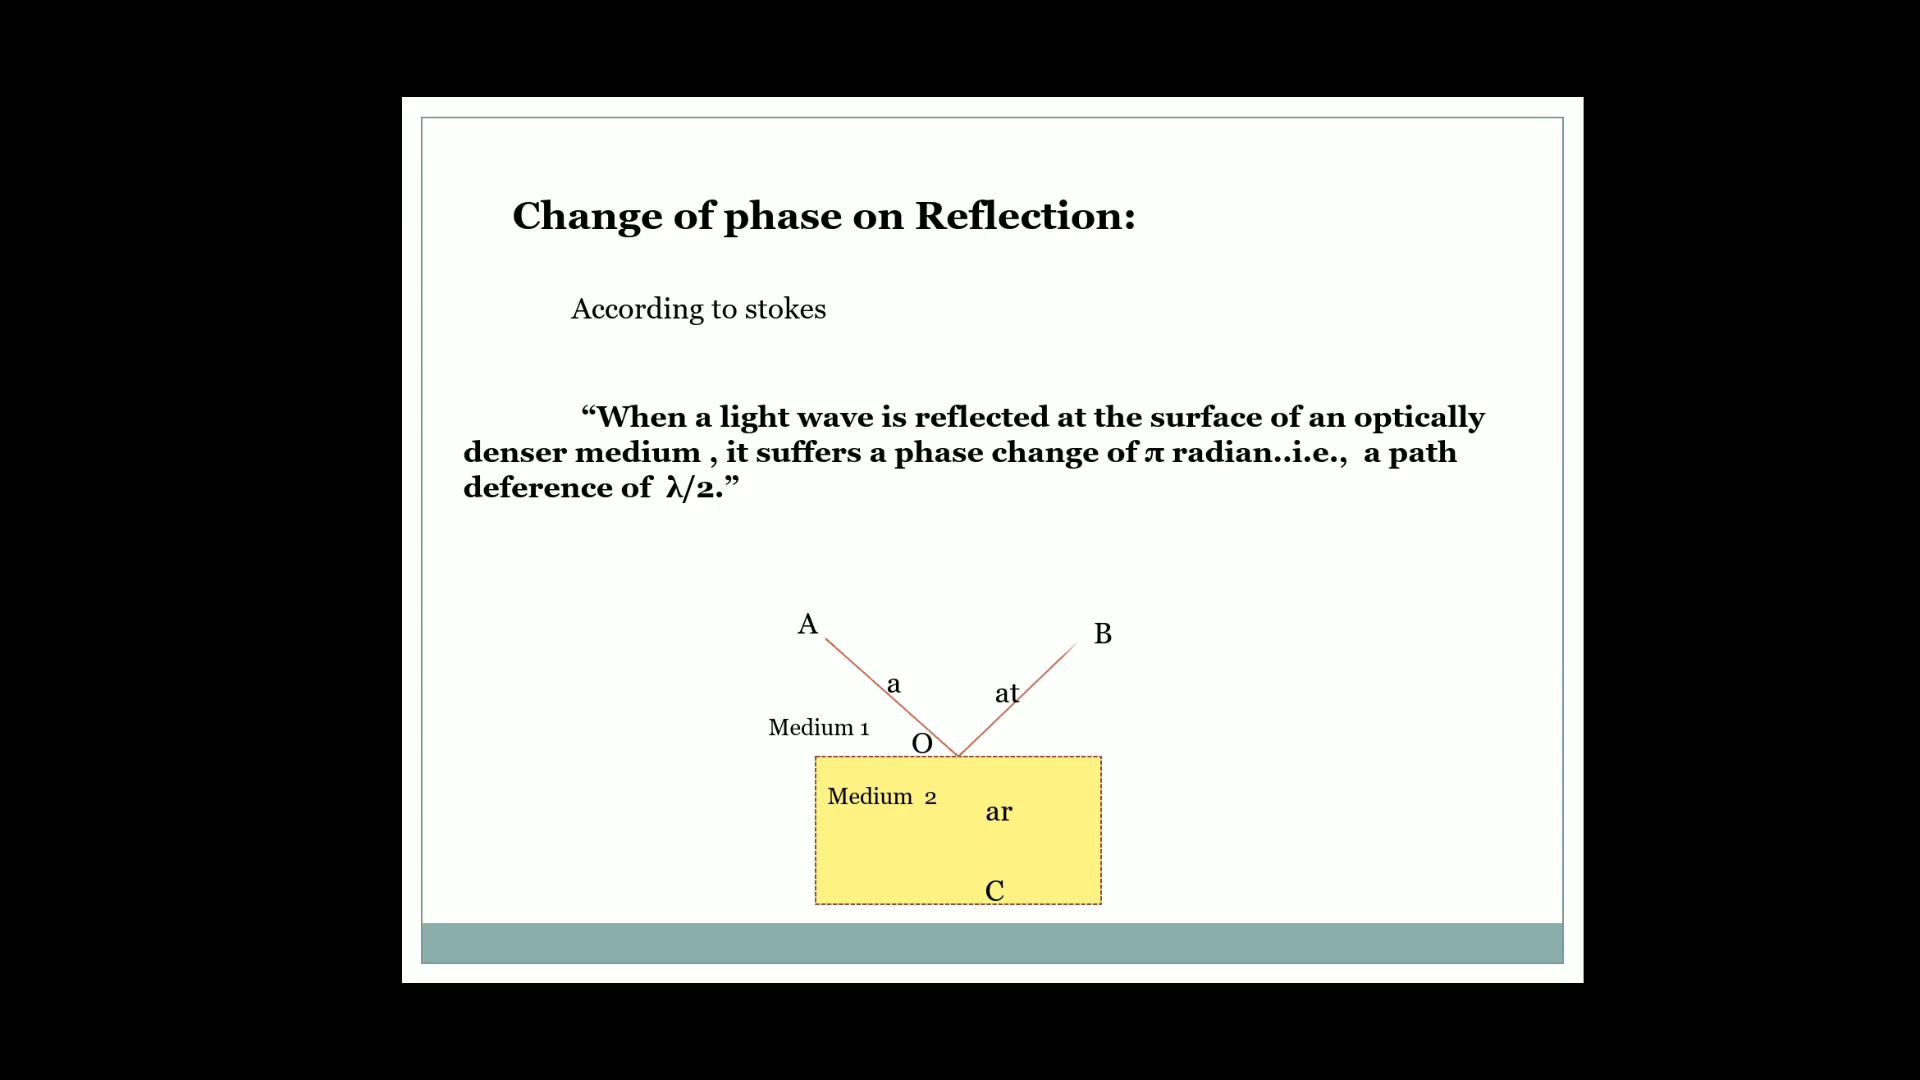 Change of phase on Reflection:
According to stokes
“When a light wave is reflected at the surface of an optically
denser medium , it suffers a phase change of π radian..i.e., a path
deference of λ/2.”
A
B
a
at
Medium 1
O
Medium 2
ar
C